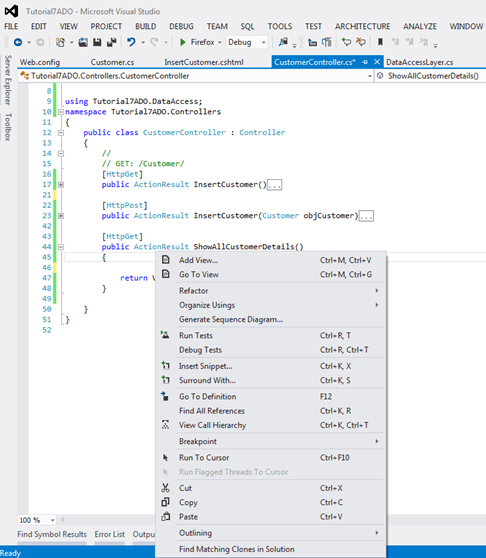 Tutorial7ADO - Microsoft Visual Studio
FILE EDIT VIEW PROJECT BUILD DEBUG TEAM SQL TOOLS TEST ARCHITECTURE ANALYZE WINDOW
Firefox Debug
Server Explorer
Toolbox
Web.config Customer.cs InsertCustomer.cshtml CustomerController.cs* DataAccessLayer.cs
Tutorial7ADO.Controllers.CustomerController ShowAllCustomerDetails()
8
9 using Tutorial7ADO.DataAccess;
10 namespace Tutorial7ADO.Controllers
11 {
12 public class CustomerController : Controller
13 {
14 //
15 // GET: /Customer/
16 [HttpGet]
17 public ActionResult InsertCustomer()...
21
22 [HttpPost]
23 public ActionResult InsertCustomer(Customer objCustomer)...
42
43 [HttpGet]
44 public ActionResult ShowAllCustomerDetails()
45 {
46
47 return V
48 }
49
50 }
51 }
52
Add View... Ctrl+M, Ctrl+V
Go To View Ctrl+M, Ctrl+G
Refactor
Organize Usings
Generate Sequence Diagram...
Run Tests Ctrl+R, T
Debug Tests Ctrl+R, Ctrl+T
Insert Snippet... Ctrl+K, X
Surround With... Ctrl+K, S
Go To Definition F12
Find All References Ctrl+K, R
View Call Hierarchy Ctrl+K, Ctrl+T
Breakpoint
Run To Cursor Ctrl+F10
Run Flagged Threads To Cursor
Cut Ctrl+X
Copy Ctrl+C
Paste Ctrl+V
Outlining
Find Matching Clones in Solution
100 %
Find Symbol Results Error List Outpu
Ready